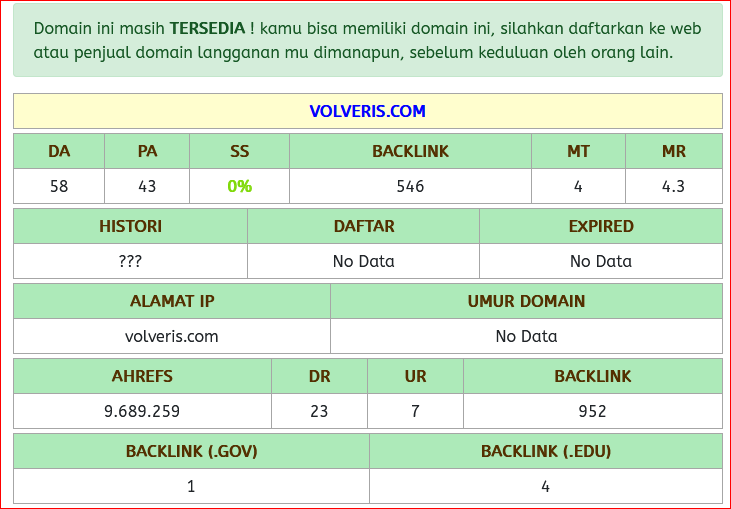 Domain ini masih TERSEDIA ! kamu bisa memiliki domain ini, silahkan daftarkan ke web
atau penjual domain langganan mu dimanapun, sebelum keduluan oleh orang lain.
VOLVERIS.COM
DA PA SS BACKLINK MT MR
58 43 0% 546 4 4.3
HISTORI DAFTAR EXPIRED
??? No Data No Data
ALAMAT IP UMUR DOMAIN
volveris.com No Data
AHREFS DR UR BACKLINK
9.689.259 23 7 952
BACKLINK (.GOV) BACKLINK (.EDU)
1 4